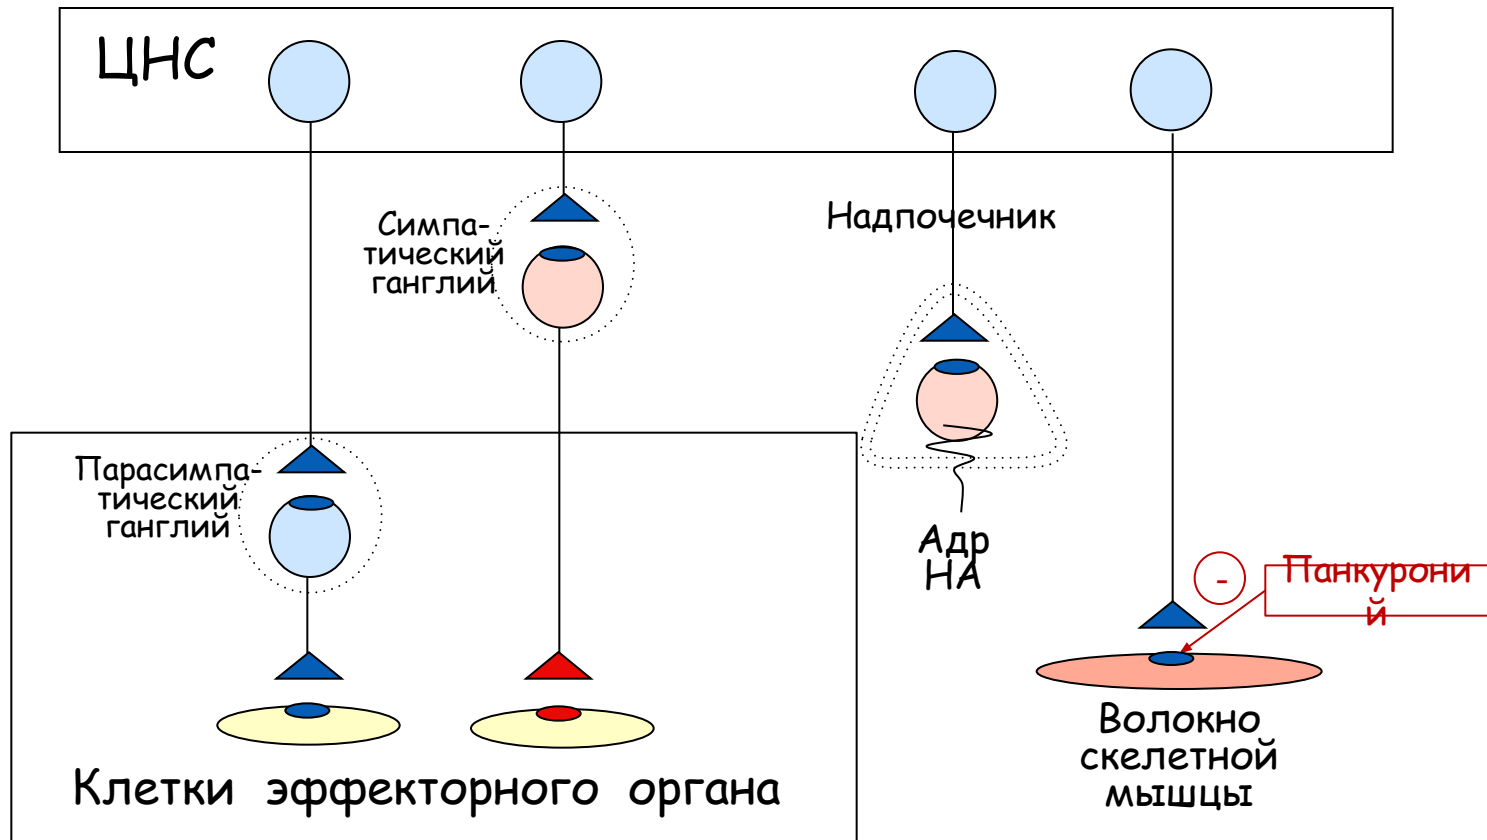 ЦНС
Симпа-
тический
ганглий
Надпочечник
Парасимпа-
тический
ганглий
Адр
НА
-
Панкурони
й
Волокно
скелетной
мышцы
Клетки эффекторного органа